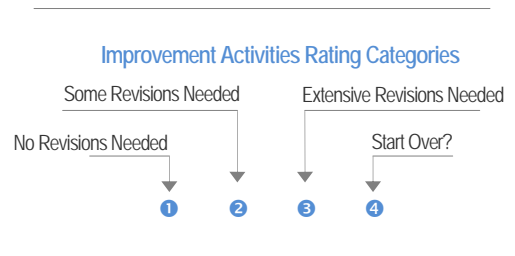 Improvement Activities Rating Categories
Some Revisions Needed
Extensive Revisions Needed
No Revisions Needed
Start Over?
1 2 3 4